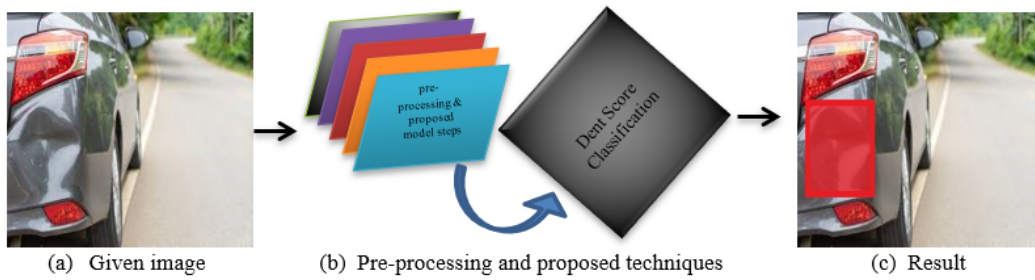 pre-
processing &
proposed
model steps
Dent Score
Classification
(a) Given image
(b) Pre-processing and proposed techniques
(c) Result